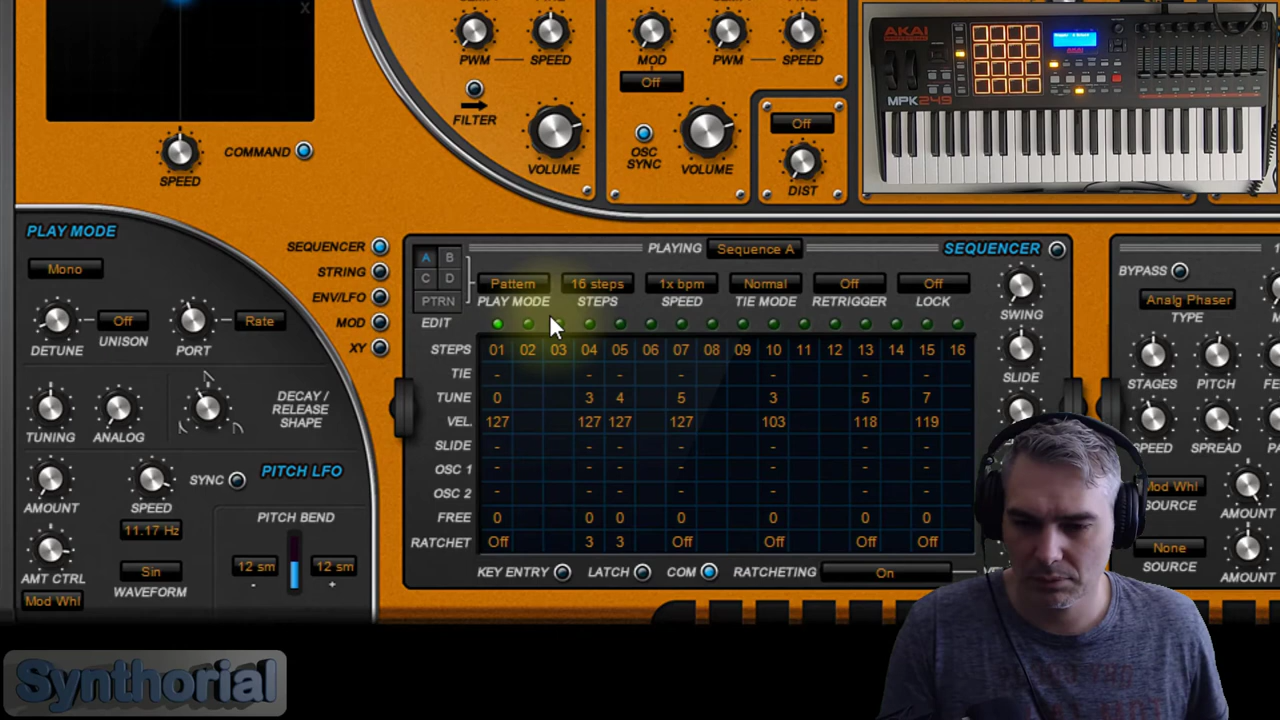 X
PWM
SPEED
MOD
PWM
SPEED
Off
FILTER
VOLUME
OSC
SYNC
VOLUME
Off
DIST
AKAI
MPK249
SPEED
COMMAND
PLAY MODE
Mono
DETUNE
Off
UNISON
PORT
Rate
TUNING
ANALOG
DECAY /
RELEASE
SHAPE
AMOUNT
SPEED
SYNC
PITCH LFO
11.17 Hz
AMT CTRL
Mod Whl
Sin
WAVEFORM
PITCH BEND
12 sm
12 sm
-
+
SEQUENCER
STRING
ENV/LFO
MOD
XY
A B
C D
PTRN
EDIT
PLAYING Sequence A
SEQUENCER
Pattern 16 steps 1x bpm Normal Off Off
PLAY MODE STEPS SPEED TIE MODE RETRIGGER LOCK
STEPS 01 02 03 04 05 06 07 08 09 10 11 12 13 14 15 16
TIE - - - - - - -
TUNE 0 3 4 5 3 5 7
VEL. 127 127 127 127 103 118 119
SLIDE - - - - - - -
OSC 1 - - - - - - -
OSC 2 - - - - - - -
FREE 0 0 0 0 0 0 0
RATCHET Off 3 3 Off Off Off Off
KEY ENTRY LATCH COM RATCHETING On
SWING
SLIDE
BYPASS
Analg Phaser
TYPE
STAGES PITCH
SPEED SPREAD
Mod Whl
SOURCE
AMOUNT
None
SOURCE
AMOUNT
Synthorial